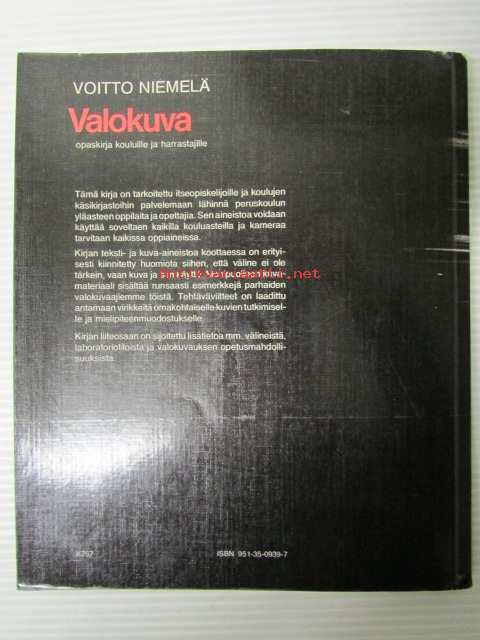 VOITTO NIEMELÄ
Valokuva
opaskirja kouluille ja harrastajille
Tämä kirja on tarkoitettu itseopiskelijoille ja koulujen
käsikirjastoihin palvelemaan lähinnä peruskoulun
yläasteen oppilaita ja opettajia. Sen aineistoa voidaan
käyttää soveltaen kaikilla kouluasteilla ja kameraa
tarvitaan kaikissa oppiaineissa.
Kirjan teksti- ja kuva-aineistoa koottaessa on erityi-
sesti kiinnitetty huomiota siihen, että väline ei ole
tärkein, vaan kuva ja sen käyttö. Monipuolinen kuva-
materiaali sisältää runsaasti esimerkkejä parhaiden
valokuvaajiemme töistä. Tehtäväviitteet on laadittu
antamaan virikkeitä omakohtaiselle kuvien tutkimisel-
le ja mielipiteenmuodostukselle.
Kirjan liiteosaan on sijoitettu lisätietoa mm. välineistä,
laboratoriotiloista ja valokuvauksen opetusmahdolli-
suuksista.
ISBN 951-35-0939-7